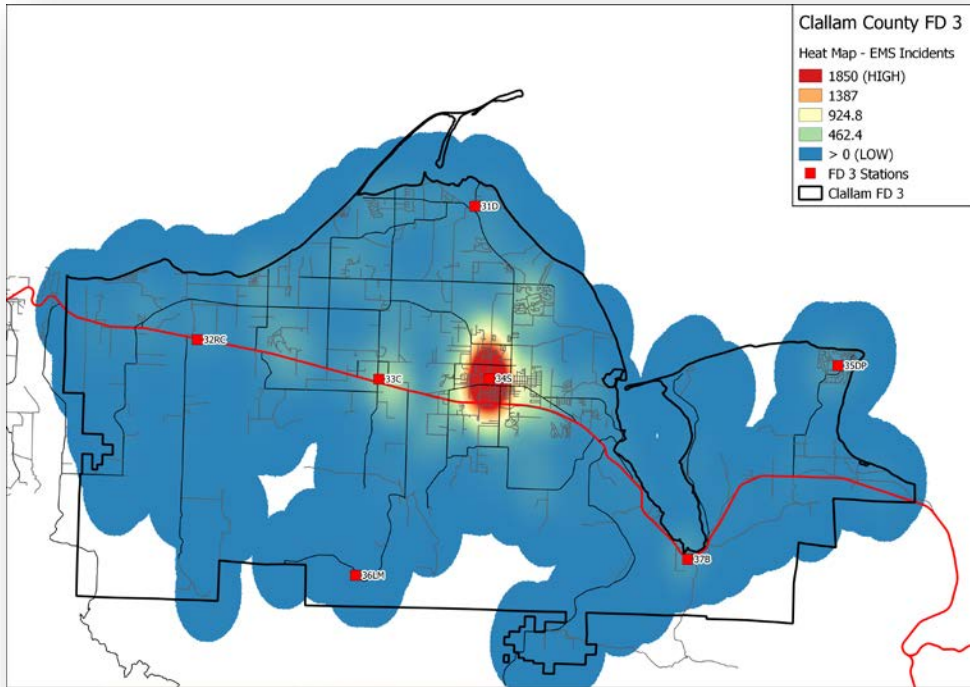 Clallam County FD 3
Heat Map - EMS Incidents
1850 (HIGH)
1387
924.8
462.4
> 0 (LOW)
FD 3 Stations
Clallam FD 3
31D
32RC
33C
34S
35DP
37B
36LM